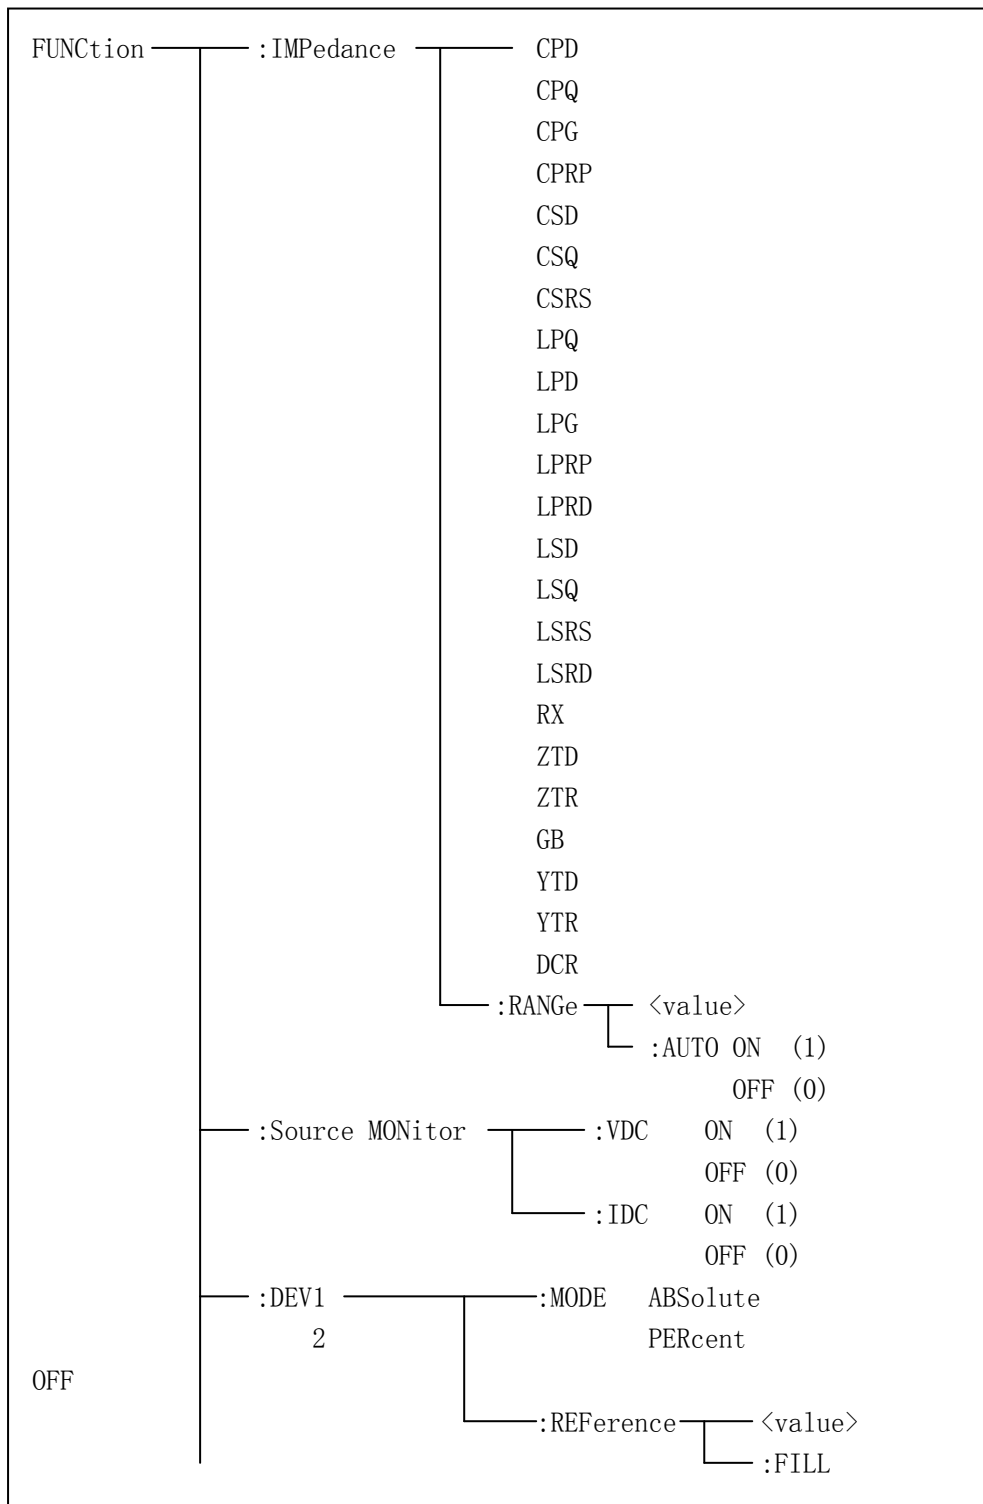 FUNCtion :IMPedance CPD
CPQ
CPG
CPRP
CSD
CSQ
CSRS
LPQ
LPD
LPG
LPRP
LPRD
LSD
LSQ
LSRS
LSRD
RX
ZTD
ZTR
GB
YTD
YTR
DCR
:RANGe <value>
:AUTO ON (1)
OFF (0)
:Source MONitor :VDC ON (1)
OFF (0)
:IDC ON (1)
OFF (0)
:DEV1 :MODE ABSolute
2 PERcent
OFF
:REFerence <value>
:FILL